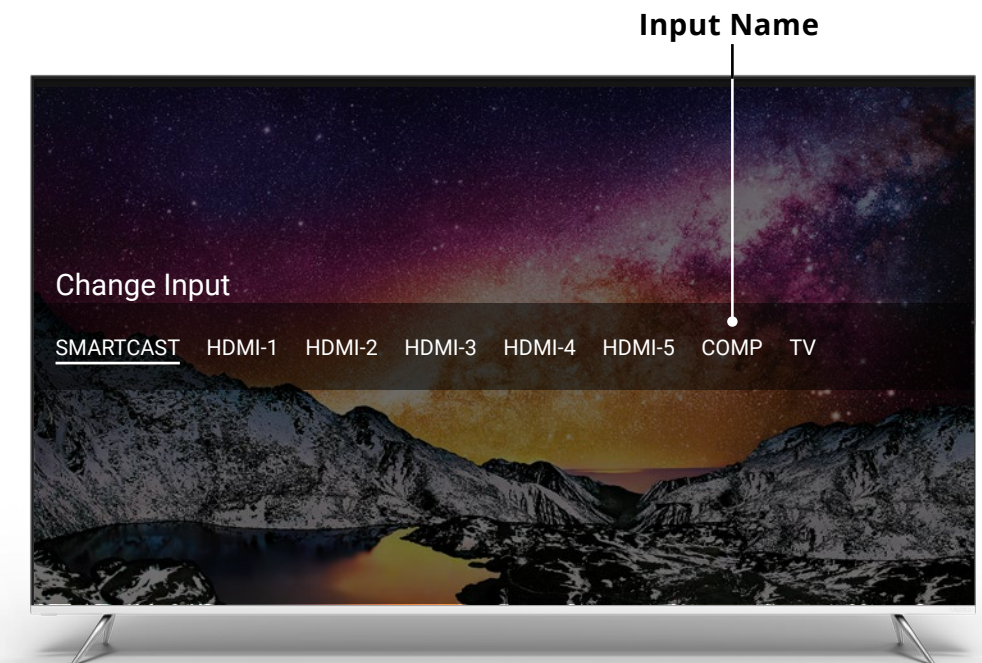 Input Name
Change Input
SMARTCAST HDMI-1 HDMI-2 HDMI-3 HDMI-4 HDMI-5 COMP TV